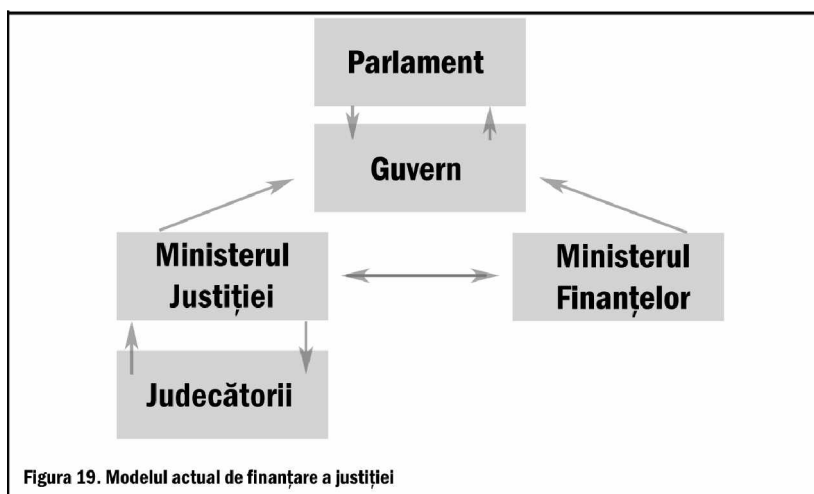 Parlament
Guvern
Ministerul
Justiției
Ministerul
Finanțelor
Judecătorii
Figura 19. Modelul actual de finanțare a justiției